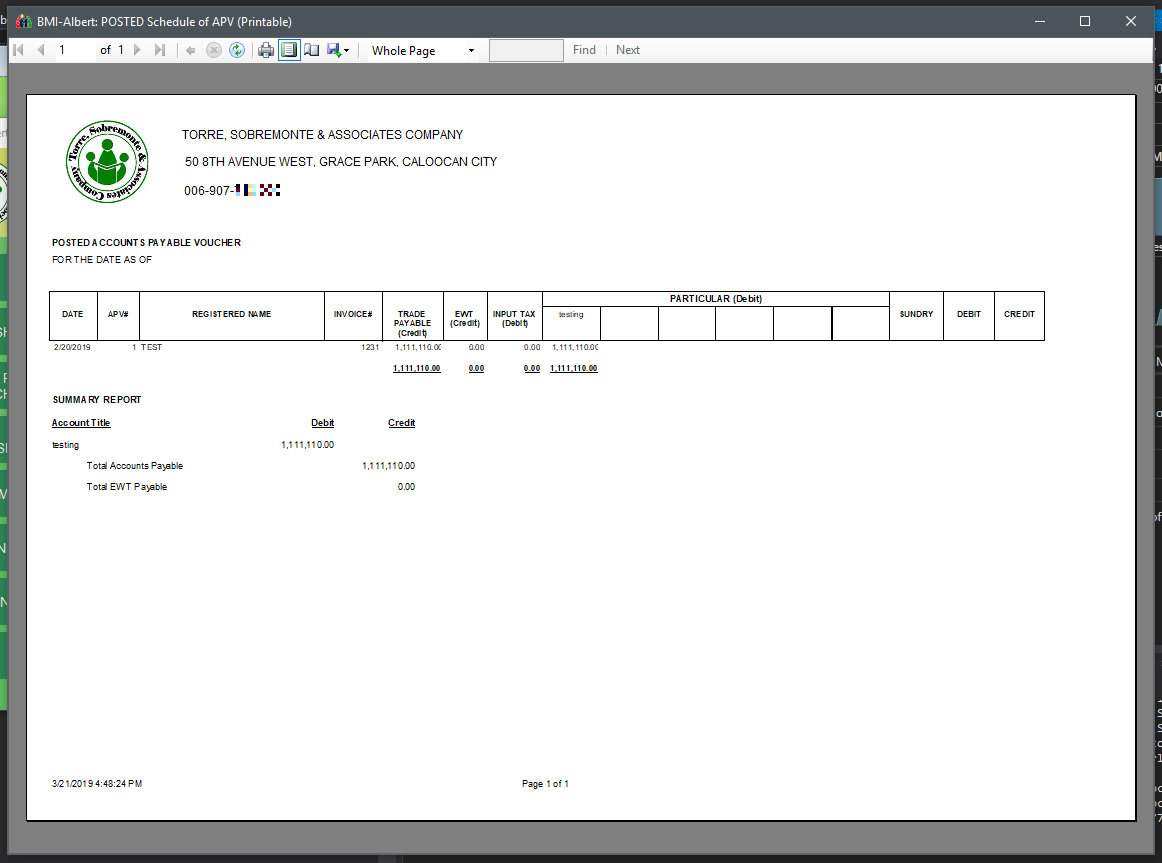 BMI-Albert: POSTED Schedule of APV (Printable)
1 of 1 Whole Page Find Next
Torre, Sobremonte & Associates Company
TORRE, SOBREMONTE & ASSOCIATES COMPANY
50 8TH AVENUE WEST, GRACE PARK, CALOOCAN CITY
006-907-
POSTED ACCOUNTS PAYABLE VOUCHER
FOR THE DATE AS OF
DATE APV# REGISTERED NAME INVOICE# TRADE PAYABLE (Credit) EWT (Credit) INPUT TAX (Debit) PARTICULAR (Debit) testing SUNDRY DEBIT CREDIT
2/20/2019 1 TEST 1231 1,111,110.00 0.00 0.00 1,111,110.00
1,111,110.00 0.00 0.00 1,111,110.00
SUMMARY REPORT
Account Title Debit Credit
testing 1,111,110.00
Total Accounts Payable 1,111,110.00
Total EWT Payable 0.00
3/21/2019 4:48:24 PM Page 1 of 1